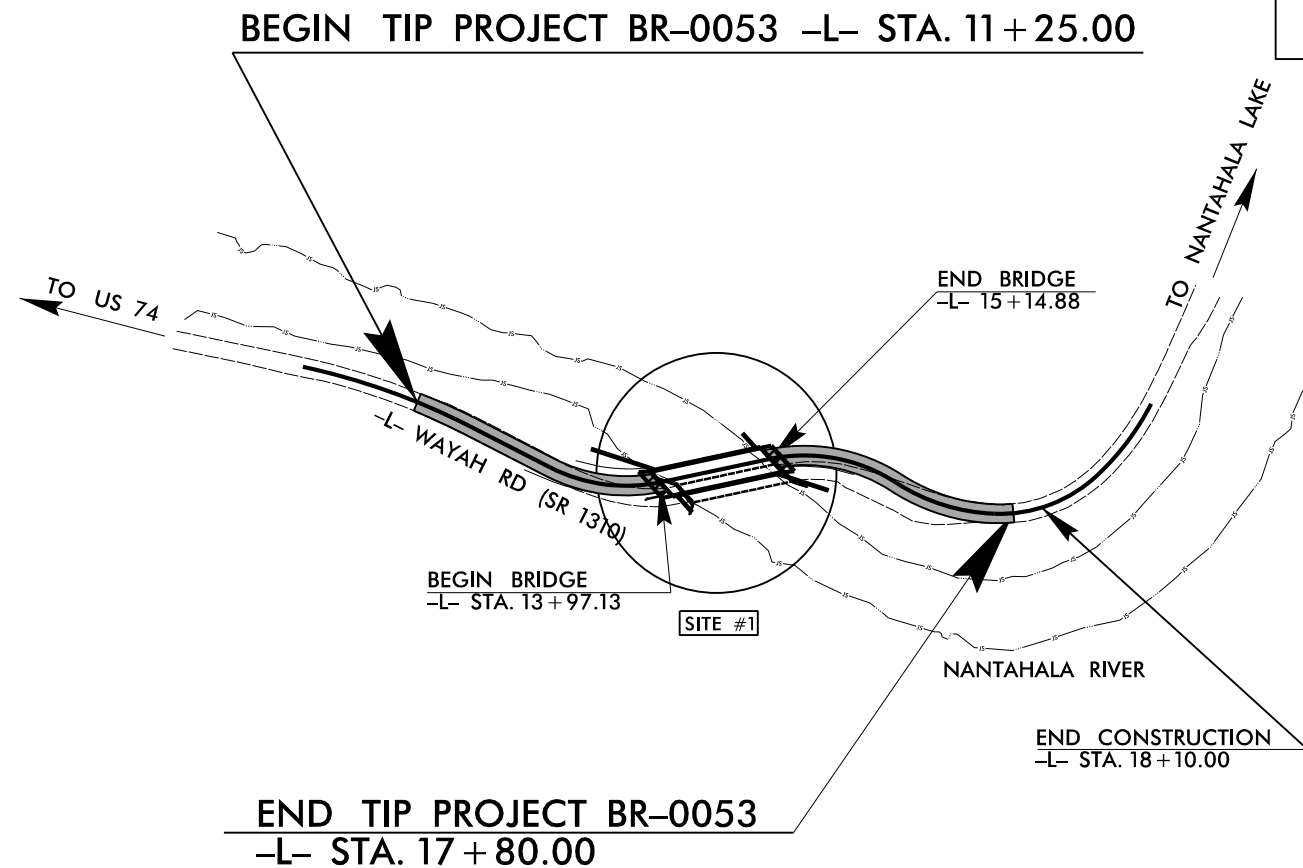 BEGIN TIP PROJECT BR–0053 –L– STA. 11+25.00
TO NANTAHALA LAKE
TO US 74
END BRIDGE
–L– 15+14.88
–L– WAYAH RD (SR 1310)
BEGIN BRIDGE
–L– STA. 13+97.13
SITE #1
NANTAHALA RIVER
END CONSTRUCTION
–L– STA. 18+10.00
END TIP PROJECT BR–0053
–L– STA. 17+80.00